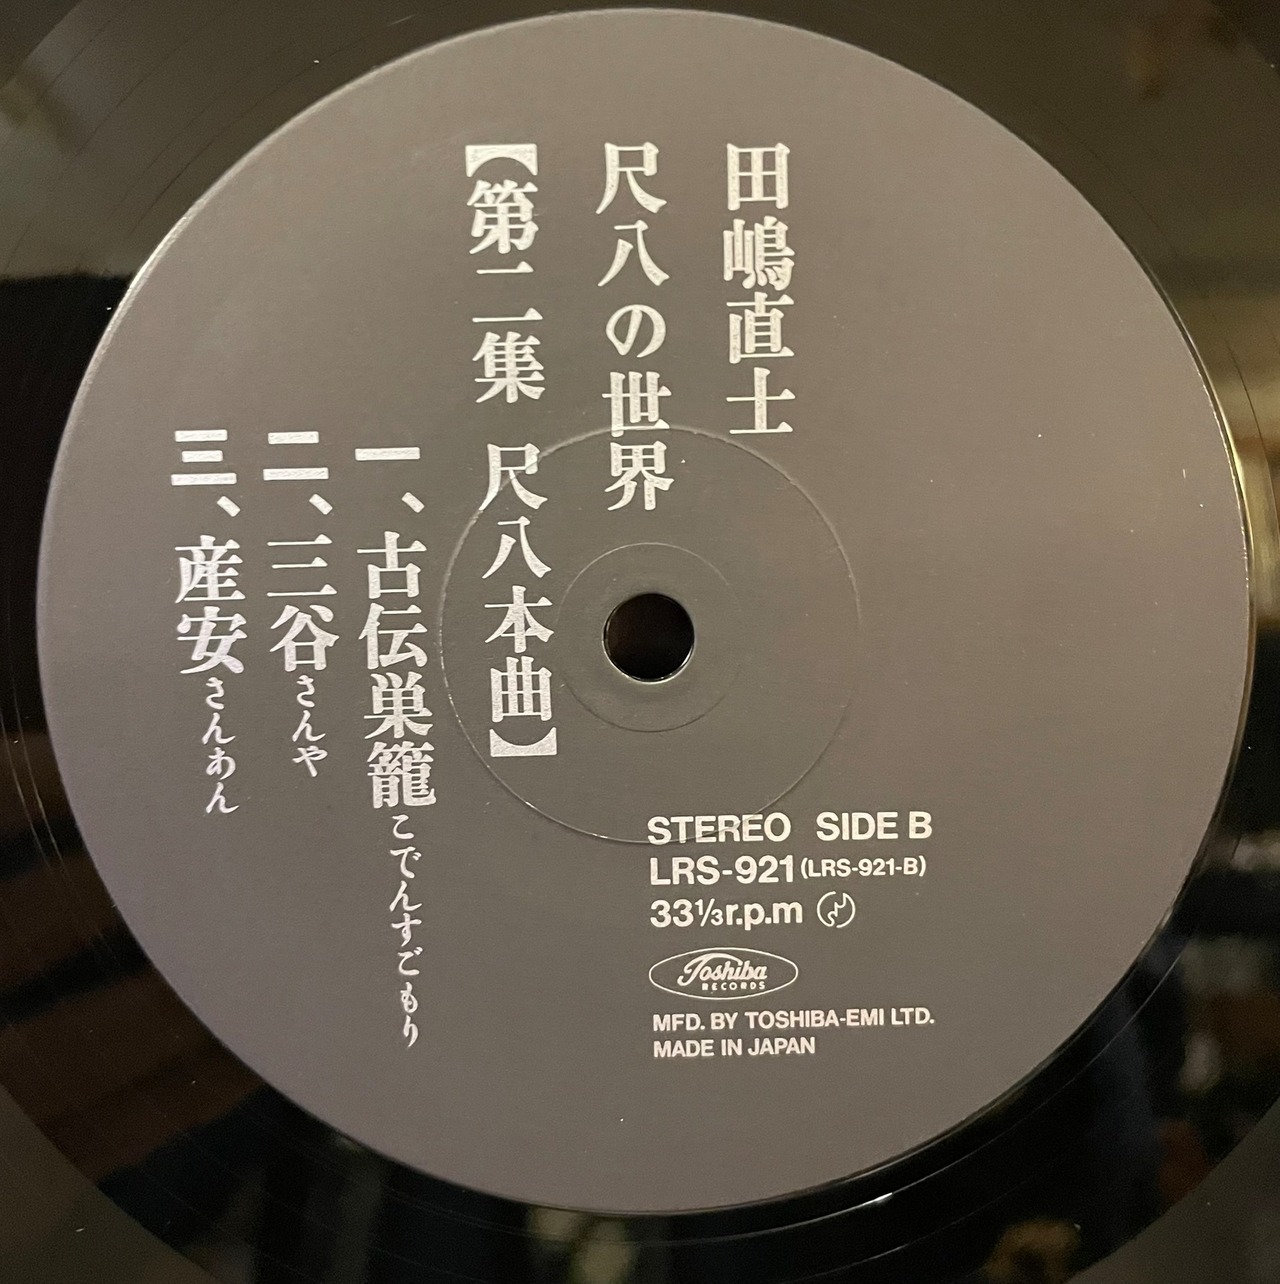 田嶋直士
尺八の世界
【第二集 尺八本曲】
一、古伝巣籠こでんすごもり
二、三谷さんや
三、産安さんあん
STEREO SIDE B
LRS-921(LRS-921-B)
33⅓r.p.m
Toshiba
RECORDS
MFD. BY TOSHIBA-EMI LTD.
MADE IN JAPAN